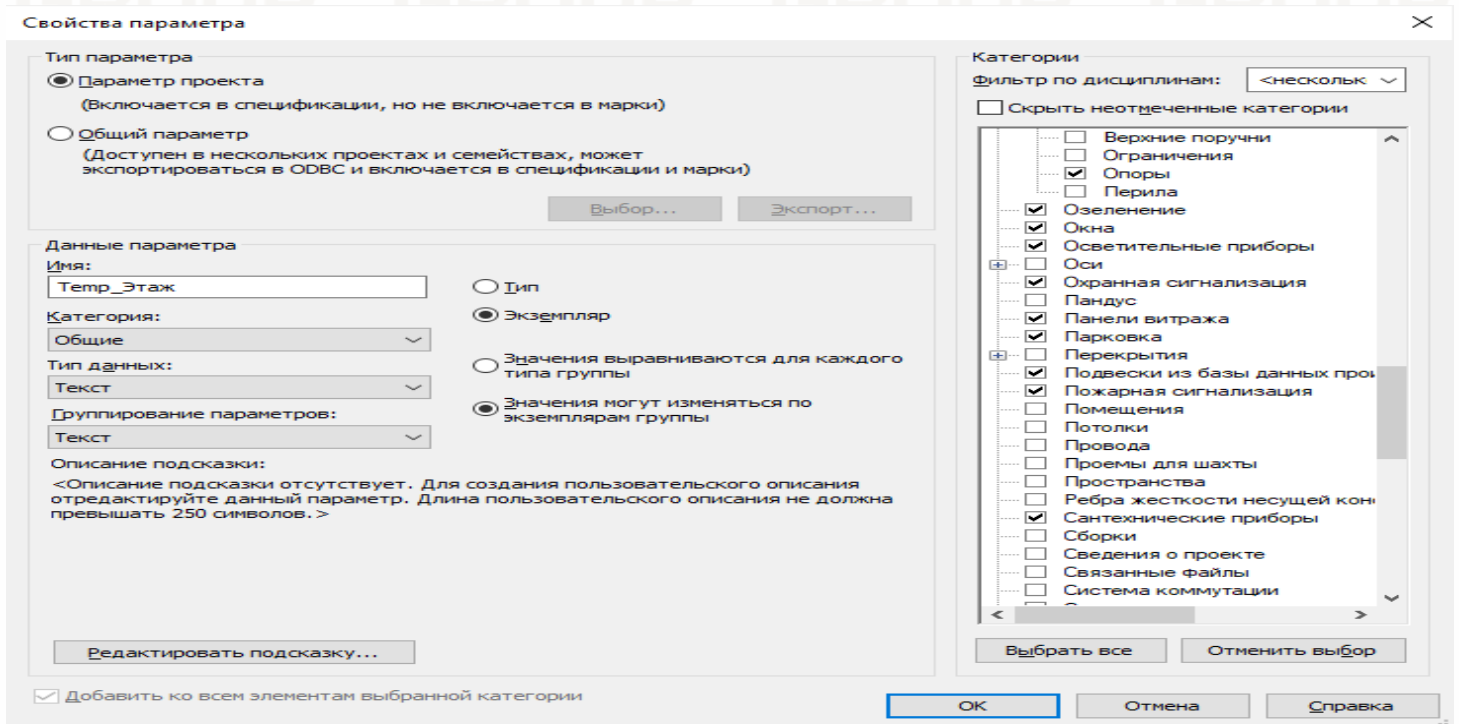 Свойства параметра
Тип параметра
Параметр проекта
(Включается в спецификации, но не включается в марки)
Общий параметр
(Доступен в нескольких проектах и семействах, может
экспортироваться в ODBC и включается в спецификации и марки)
Выбор...
Экспорт...
Данные параметра
Имя:
Temp_Этаж
Категория:
Общие
Тип данных:
Текст
Группирование параметров:
Текст
Тип
Экземпляр
Значения выравниваются для каждого
типа группы
Значения могут изменяться по
экземплярам группы
Описание подсказки:
<Описание подсказки отсутствует. Для создания пользовательского описания
отредактируйте данный параметр. Длина пользовательского описания не должна
превышать 250 символов.>
Редактировать подсказку...
Добавить ко всем элементам выбранной категории
Категории
Фильтр по дисциплинам:
<нескольк
Скрыть неотмеченные категории
Верхние поручни
Ограничения
Опоры
Перила
Озеленение
Окна
Осветительные приборы
Оси
Охранная сигнализация
Пандус
Панели витража
Парковка
Перекрытия
Подвески из базы данных прои
Пожарная сигнализация
Помещения
Потолки
Провода
Проемы для шахты
Пространства
Ребра жесткости несущей кон
Сантехнические приборы
Сборки
Сведения о проекте
Связанные файлы
Система коммутации
Выбрать все
Отменить выбор
ОК
Отмена
Справка